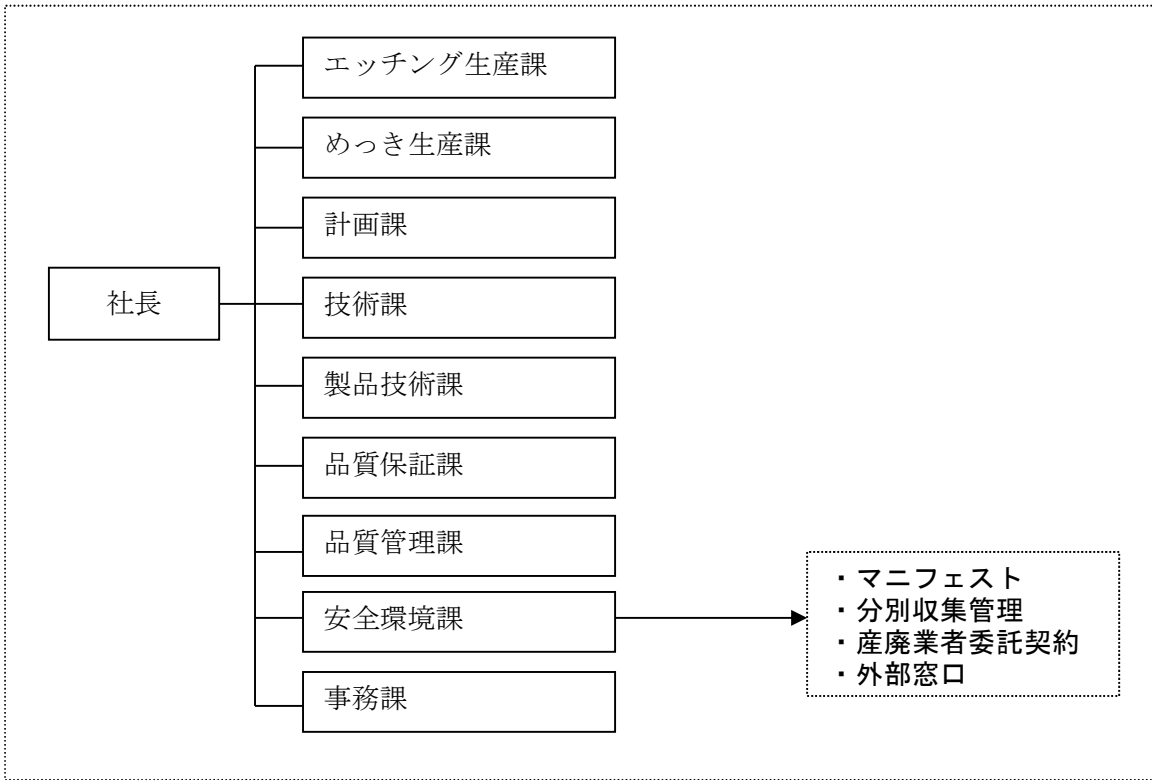 エッチング生産課
めっき生産課
計画課
社長
技術課
製品技術課
品質保証課
品質管理課
安全環境課
・マニフェスト
・分別収集管理
・産廃業者委託契約
・外部窓口
事務課